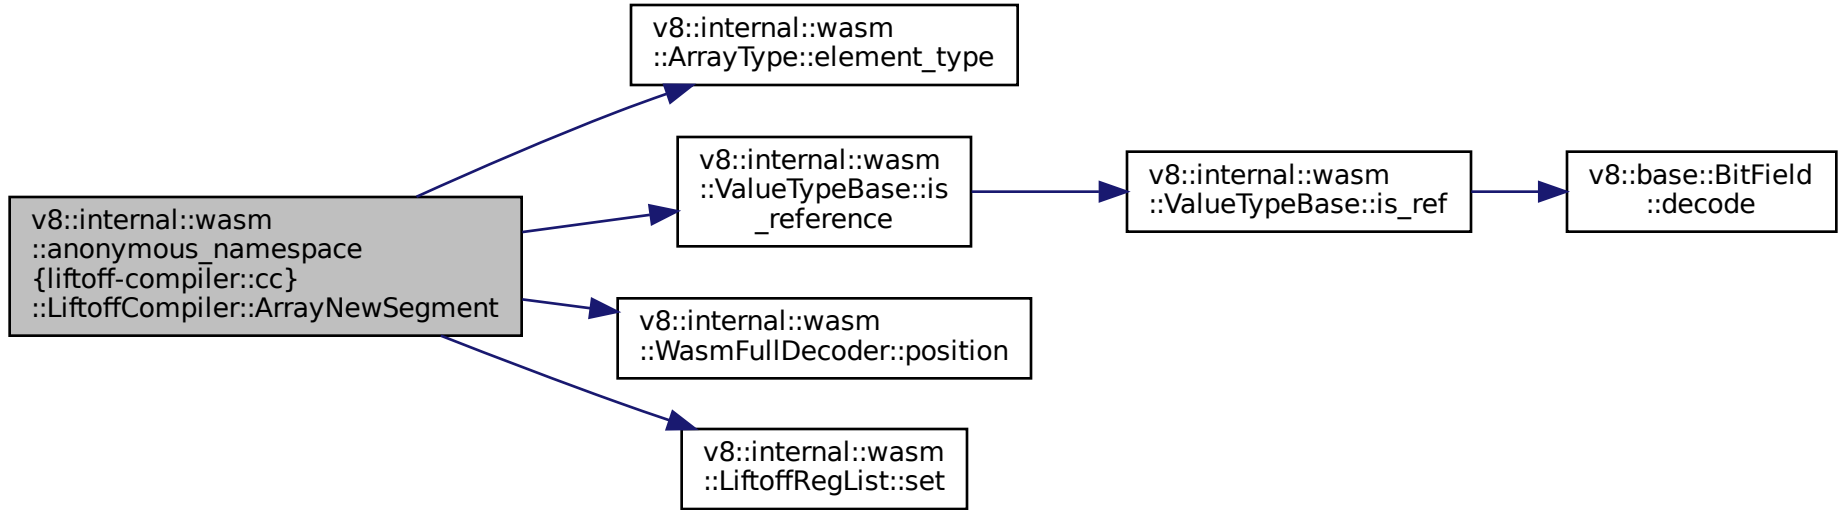 v8::internal::wasm
::anonymous_namespace
{liftoff-compiler::cc}
::LiftoffCompiler::ArrayNewSegment
v8::internal::wasm
::ArrayType::element_type
v8::internal::wasm
::ValueTypeBase::is
_reference
v8::internal::wasm
::ValueTypeBase::is_ref
v8::base::BitField
::decode
v8::internal::wasm
::WasmFullDecoder::position
v8::internal::wasm
::LiftoffRegList::set